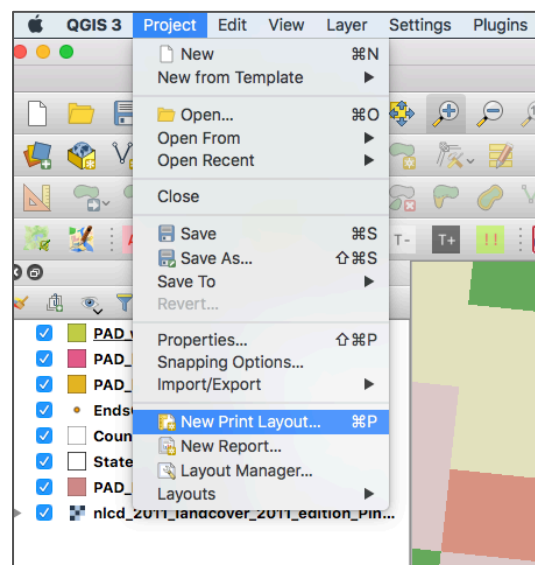 QGIS 3 Project Edit View Layer Settings Plugins
New ⌘N
New from Template ▶
Open... ⌘O
Open From ▶
Open Recent ▶
Close
Save ⌘S
Save As... ⇧⌘S
Save To ▶
Revert...
Properties... ⇧⌘P
Snapping Options...
Import/Export ▶
New Print Layout... ⌘P
New Report...
Layout Manager...
Layouts ▶
T- T+ !!
PAD_
PAD_
PAD_
Ends
Coun
State
PAD_
nlcd_2011_landcover_2011_edition_Pin...